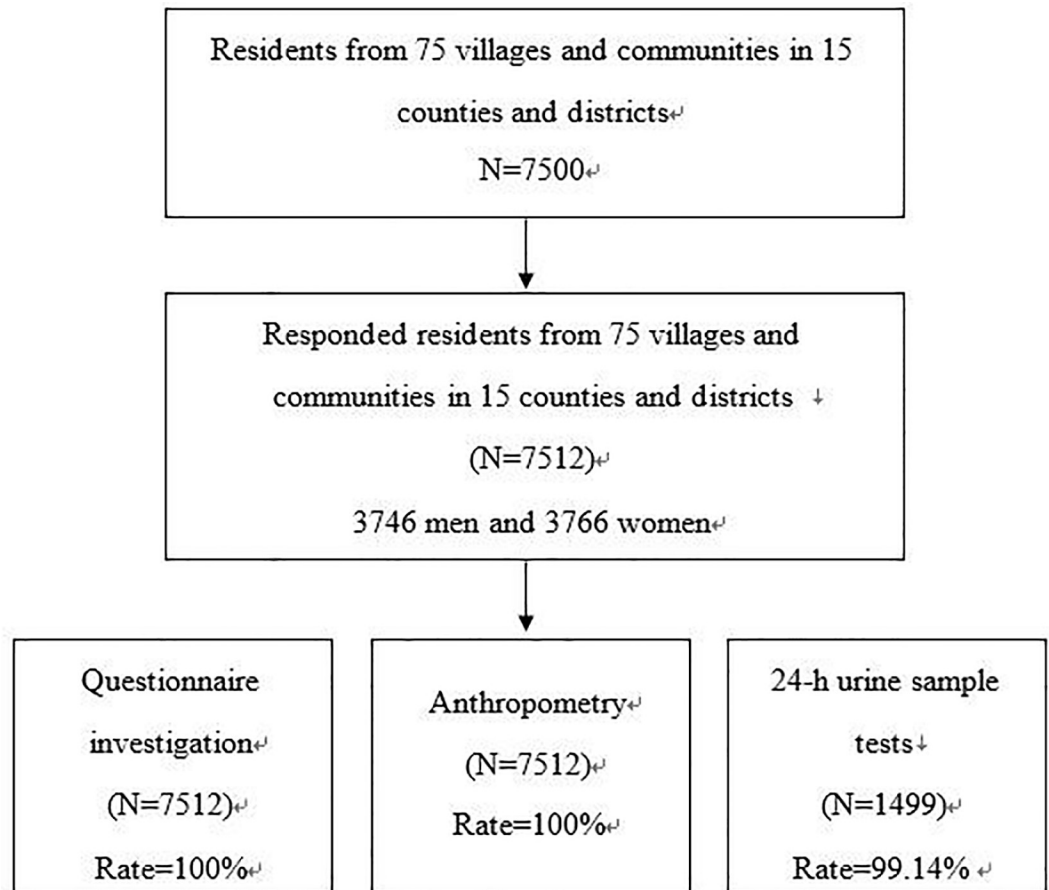 Residents from 75 villages and communities in 15
counties and districts↵
N=7500↵
Responded residents from 75 villages and
communities in 15 counties and districts ↓
(N=7512)↵
3746 men and 3766 women↵
Questionnaire
investigation↵
(N=7512)↵
Rate=100%
Anthropometry↵
(N=7512)↵
Rate=100%↵
24-h urine sample
tests↓
(N=1499)↵
Rate=99.14% ↵